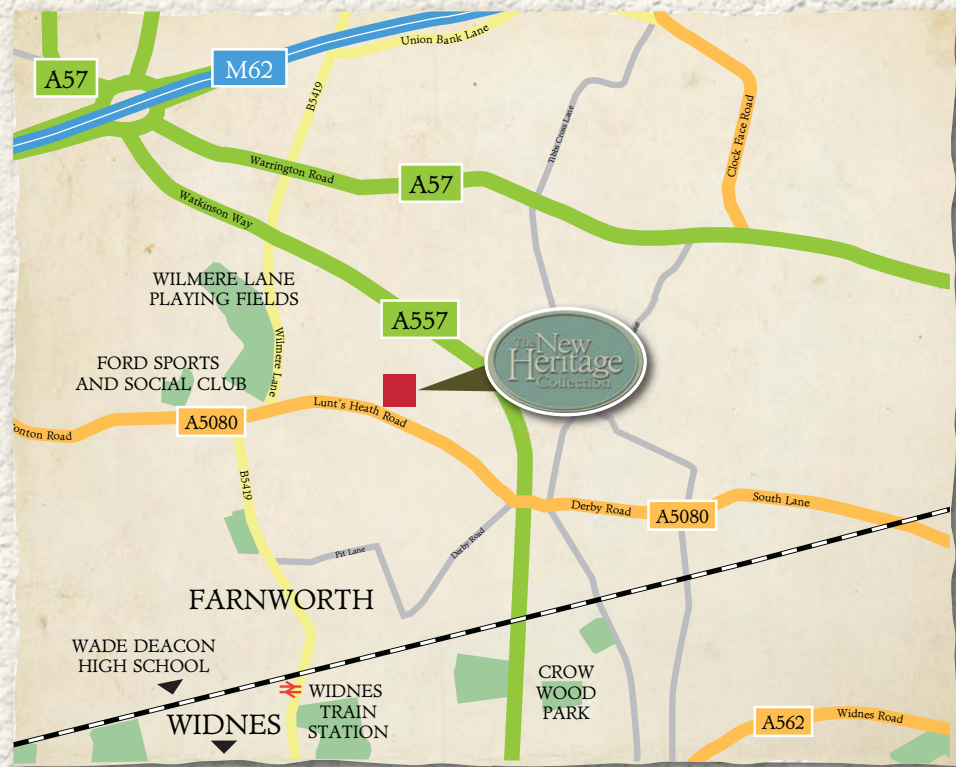 Union Bank Lane
A57
M62
B5419
Clock Face Road
Tibbs Cross Lane
Warrington Road
A57
Watkinson Way
WILMERE LANE
PLAYING FIELDS
A557
The New
Heritage
Collection
Wilmere Lane
FORD SPORTS
AND SOCIAL CLUB
Lunt's Heath Road
A5080
onton Road
B5419
South Lane
Derby Road
A5080
Pit Lane
Derby Road
FARNWORTH
WADE DEACON
HIGH SCHOOL
CROW
WOOD
PARK
WIDNES
TRAIN
STATION
WIDNES
A562
Widnes Road